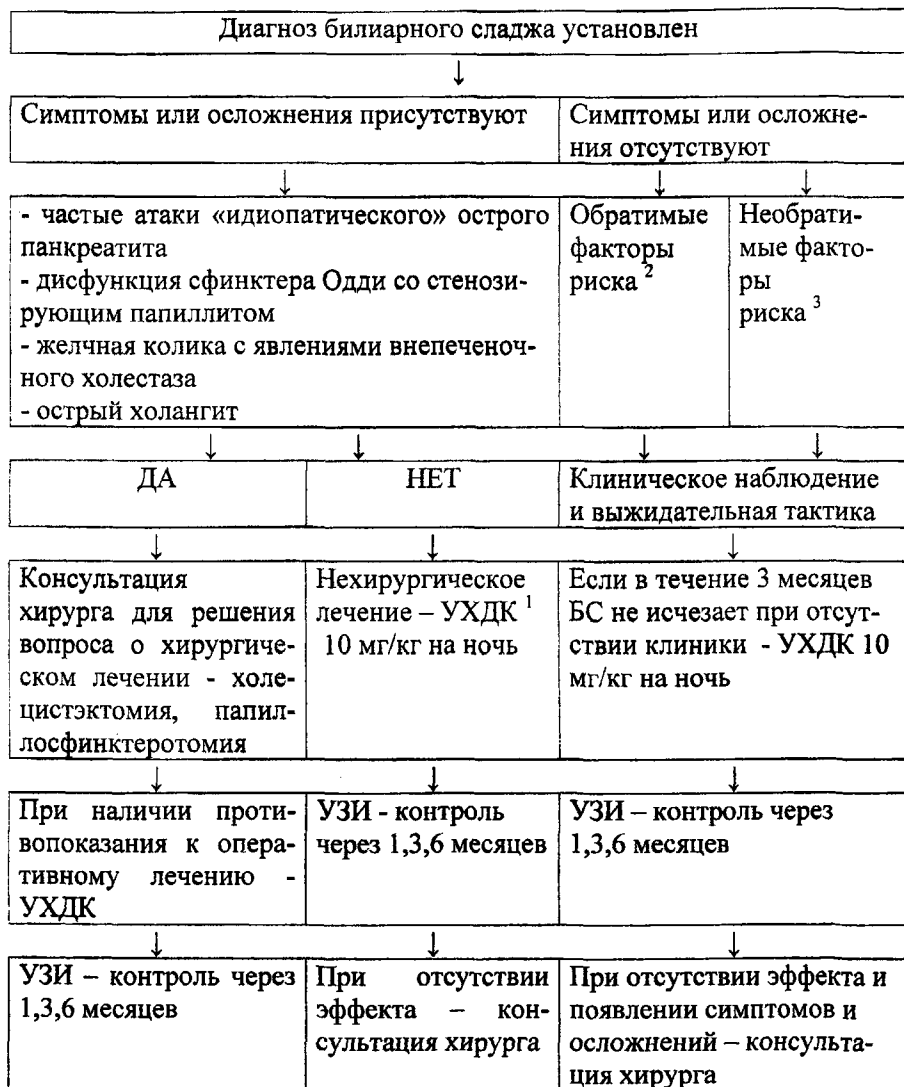 Диагноз билиарного сладжа установлен
↓
Симптомы или осложнения присутствуют
Симптомы или осложне-
ния отсутствуют
↓ ↓ ↓
- частые атаки «идиопатического» острого
панкреатита
- дисфункция сфинктера Одди со стенози-
рующим папиллитом
- желчная колика с явлениями внепеченоч-
ного холестаза
- острый холангит
Обратимые
факторы
риска ²
Необрати-
мые факто-
ры
риска ³
↓ ↓ ↓ ↓
ДА
НЕТ
Клиническое наблюдение
и выжидательная тактика
↓ ↓ ↓
Консультация
хирурга для решения
вопроса о хирургиче-
ском лечении - холе-
цистэктомия, папил-
лосфинктеротомия
Нехирургическое
лечение – УХДК ¹
10 мг/кг на ночь
Если в течение 3 месяцев
БС не исчезает при отсут-
ствии клиники - УХДК 10
мг/кг на ночь
↓ ↓ ↓
При наличии проти-
вопоказания к опера-
тивному лечению -
УХДК
УЗИ - контроль
через 1,3,6 месяцев
УЗИ – контроль через
1,3,6 месяцев
↓ ↓ ↓
УЗИ – контроль через
1,3,6 месяцев
При отсутствии
эффекта – кон-
сультация хирурга
При отсутствии эффекта и
появлении симптомов и
осложнений – консульта-
ция хирурга